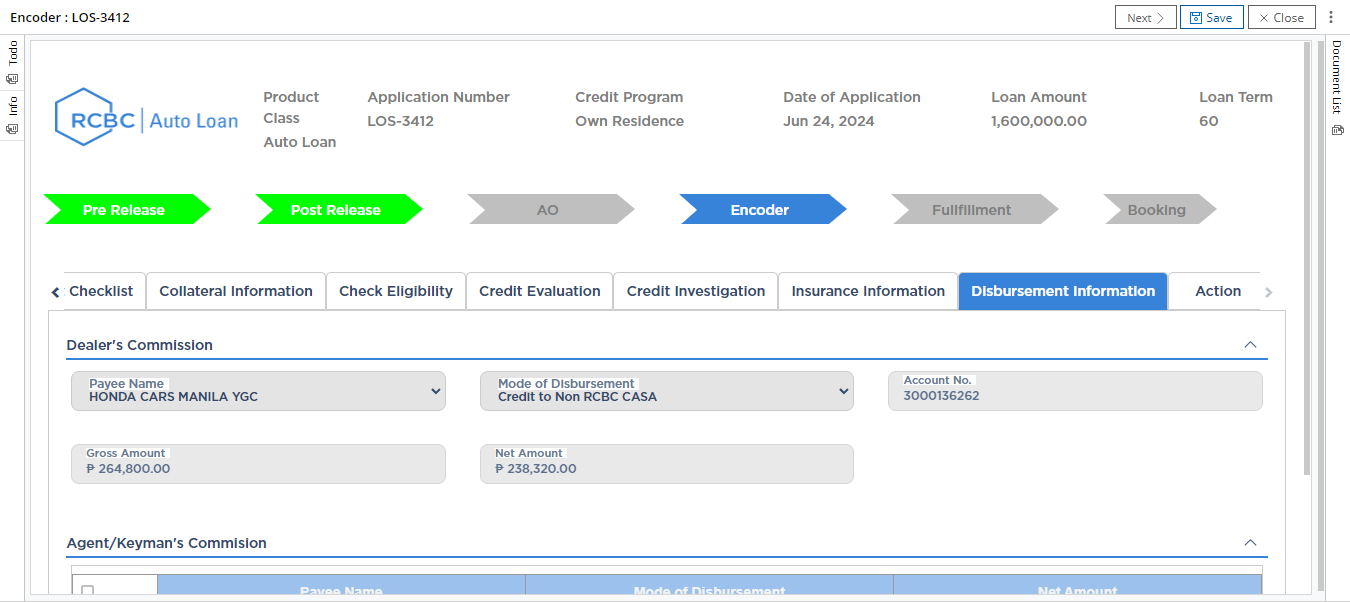 Encoder : LOS-3412
Next
Save
Close
Todo
Info
Document List
RCBC Auto Loan
Product Class
Auto Loan
Application Number
LOS-3412
Credit Program
Own Residence
Date of Application
Jun 24, 2024
Loan Amount
1,600,000.00
Loan Term
60
Pre Release
Post Release
AO
Encoder
Fullfillment
Booking
Checklist
Collateral Information
Check Eligibility
Credit Evaluation
Credit Investigation
Insurance Information
Disbursement Information
Action
Dealer's Commission
Payee Name
HONDA CARS MANILA YGC
Mode of Disbursement
Credit to Non RCBC CASA
Account No.
3000136262
Gross Amount
₱ 264,800.00
Net Amount
₱ 238,320.00
Agent/Keyman's Commision
Payee Name
Mode of Disbursement
Net Amount